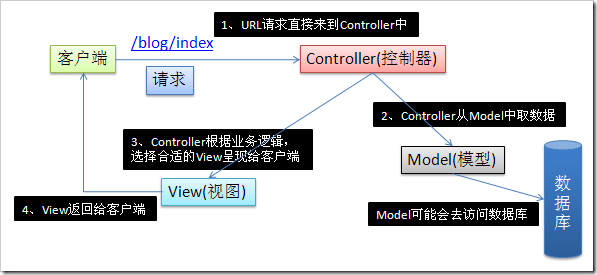 1、URL请求直接来到Controller中
/blog/index
客户端
Controller(控制器)
请求
2、Controller从Model中取数据
3、Controller根据业务逻辑，
选择合适的View呈现给客户端
Model(模型)
数
据
库
View(视图)
4、View返回给客户端
Model可能会去访问数据库